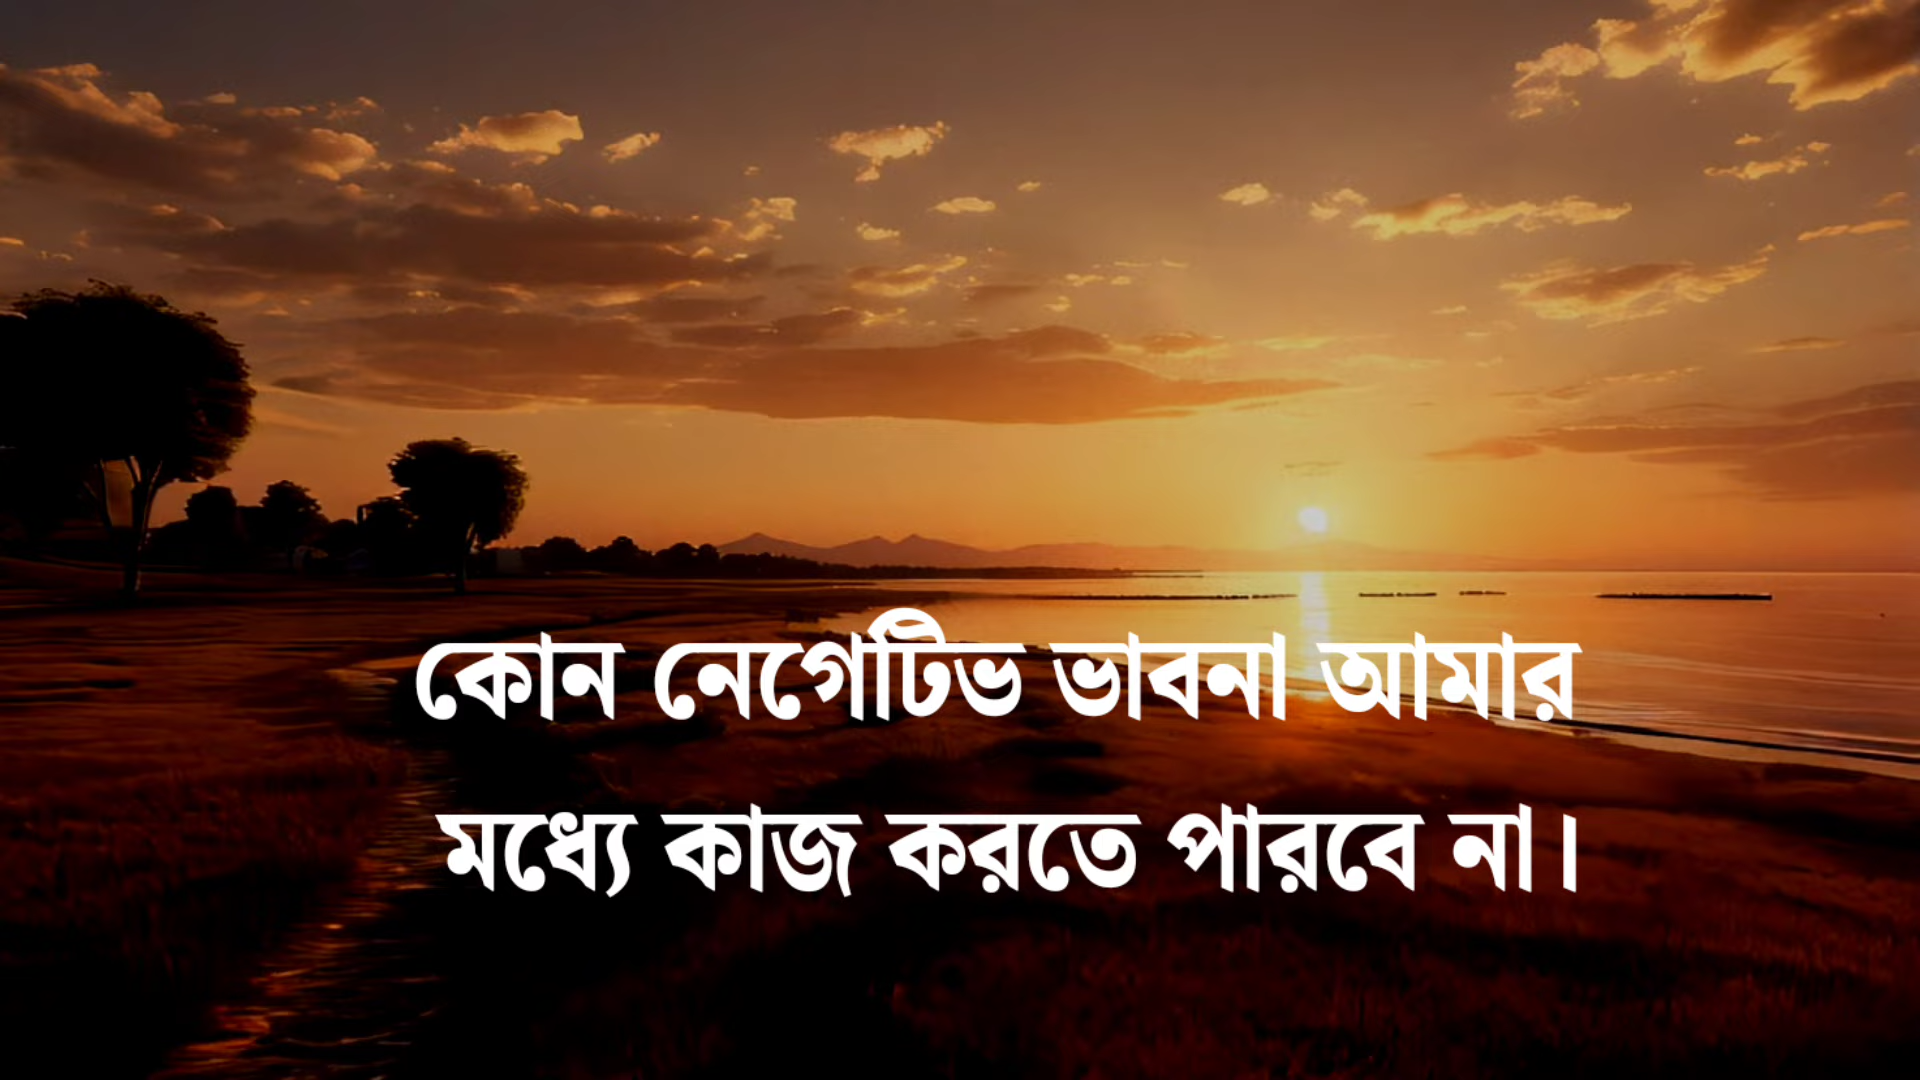 কোন নেগেটিভ ভাবনা আমার
মধ্যে কাজ করতে পারবে না।